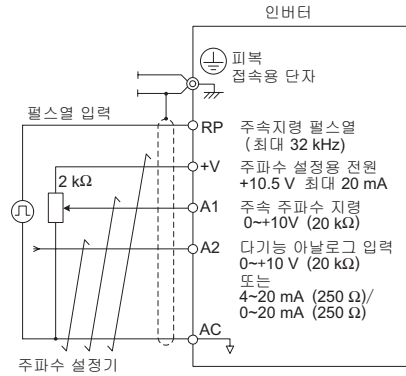 인버터
피복
접속용 단자
펄스열 입력
RP
주속지령 펄스열
(최대 32 kHz)
+V
주파수 설정용 전원
+10.5 V 최대 20 mA
2 kΩ
A1
주속 주파수 지령
0~+10V (20 kΩ)
A2
다기능 아날로그 입력
0~+10 V (20 kΩ)
또는
4~20 mA (250 Ω)/
0~20 mA (250 Ω)
AC
주파수 설정기